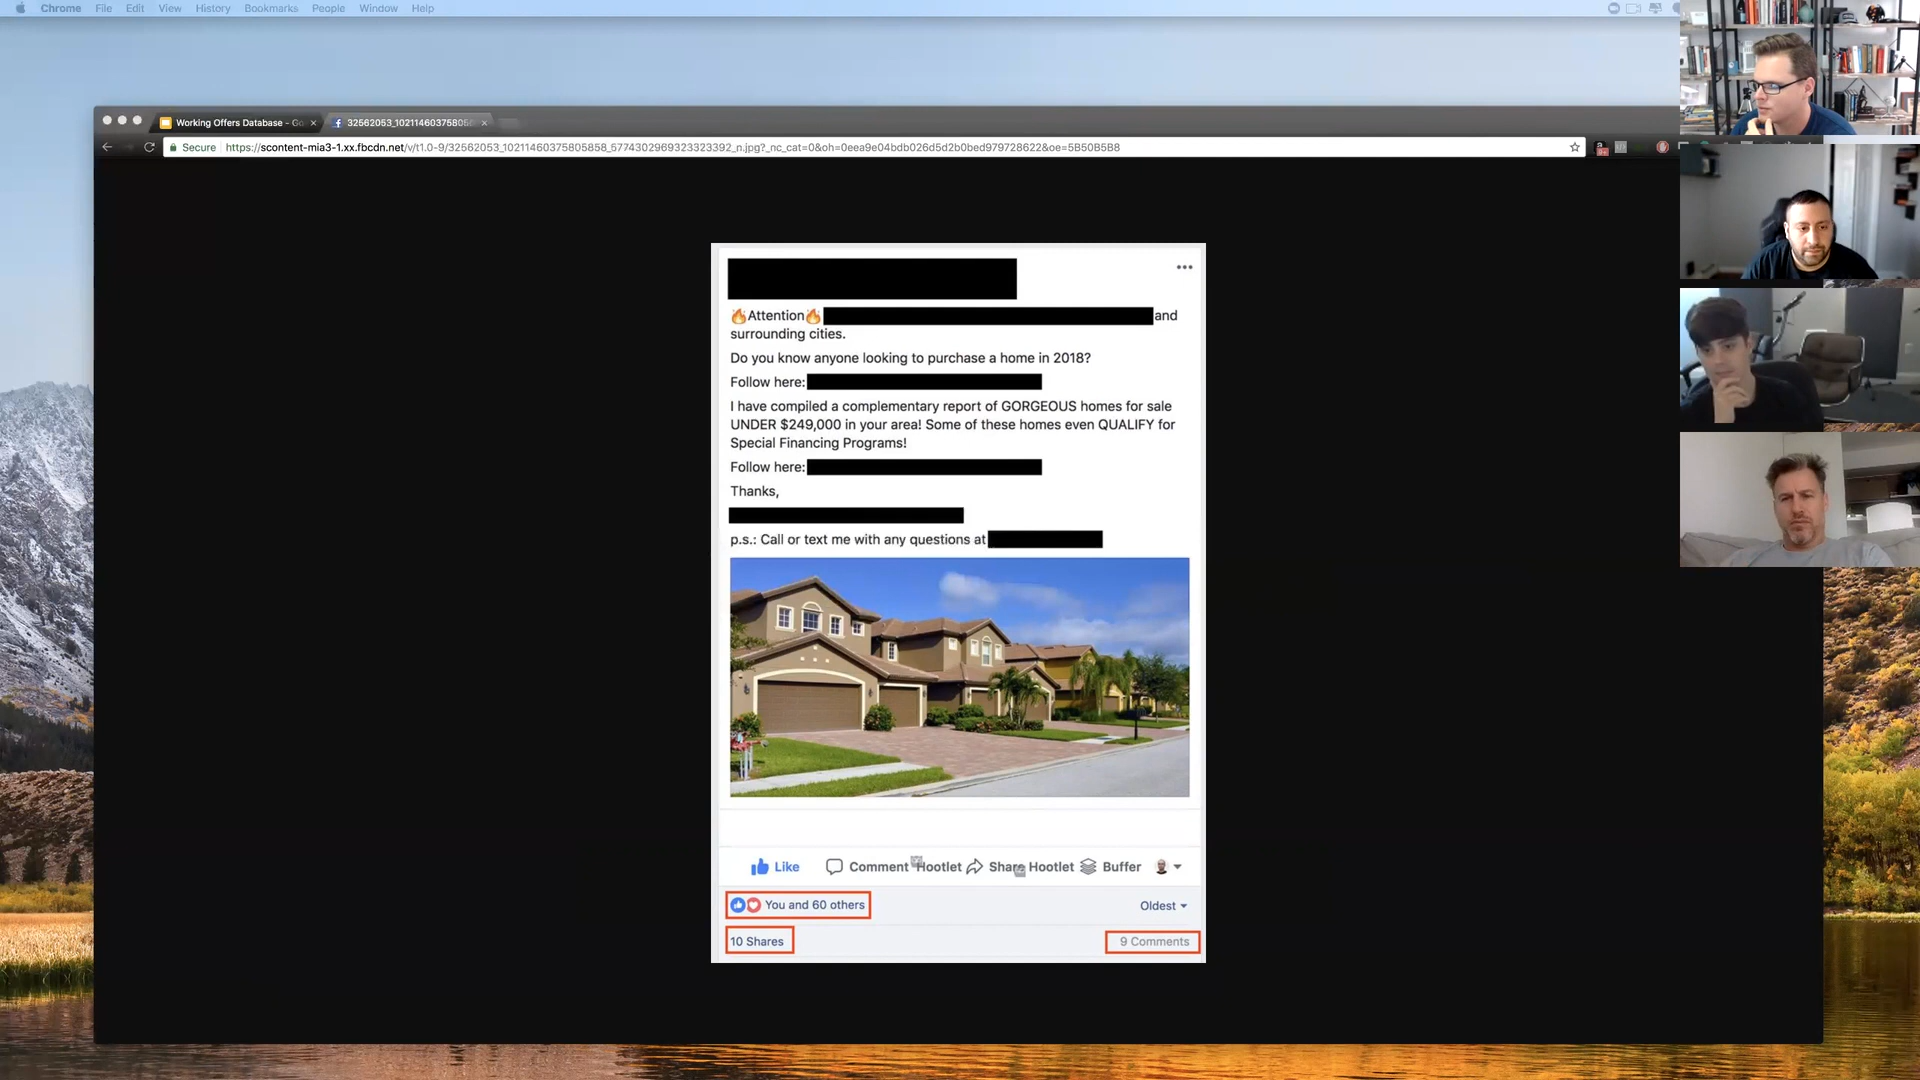 Chrome File Edit View History Bookmarks People Window Help
Working Offers Database - Go
32562053_1021146037580585
Secure https://scontent-mia3-1.xx.fbcdn.net/v/t1.0-9/32562053_10211460375805858_5774302969323323392_n.jpg?_nc_cat=0&oh=0eea9e04bdb026d5d2b0bed979728622&oe=5B50B5B8
🔥Attention🔥 and
surrounding cities.
Do you know anyone looking to purchase a home in 2018?
Follow here:
I have compiled a complementary report of GORGEOUS homes for sale
UNDER $249,000 in your area! Some of these homes even QUALIFY for
Special Financing Programs!
Follow here:
Thanks,
p.s.: Call or text me with any questions at
Like Comment Hootlet Share Hootlet Buffer
You and 60 others Oldest
10 Shares 9 Comments